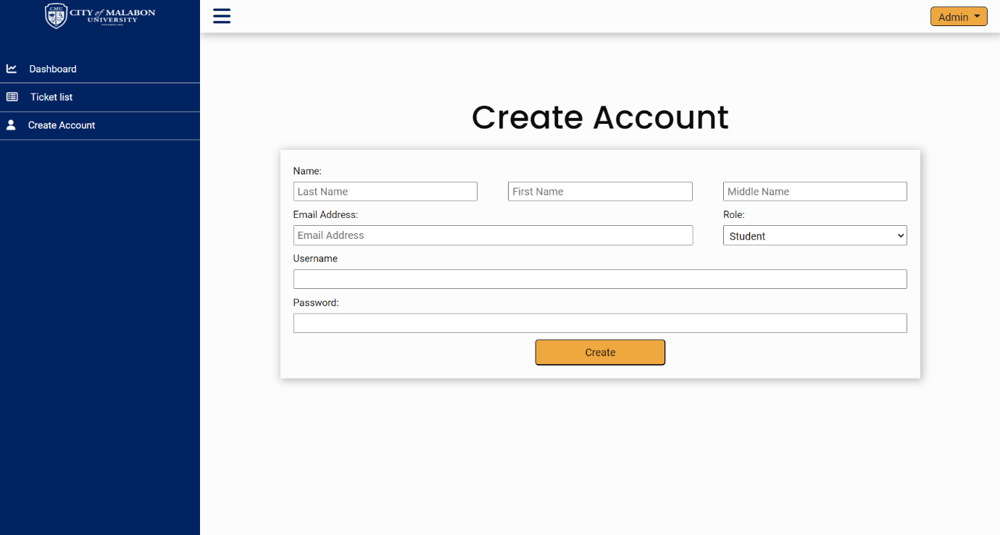 CMU
CITY of MALABON
UNIVERSITY
Admin
Dashboard
Ticket list
Create Account
Create Account
Name:
Last Name
First Name
Middle Name
Email Address:
Role:
Email Address
Student
Username
Password:
Create